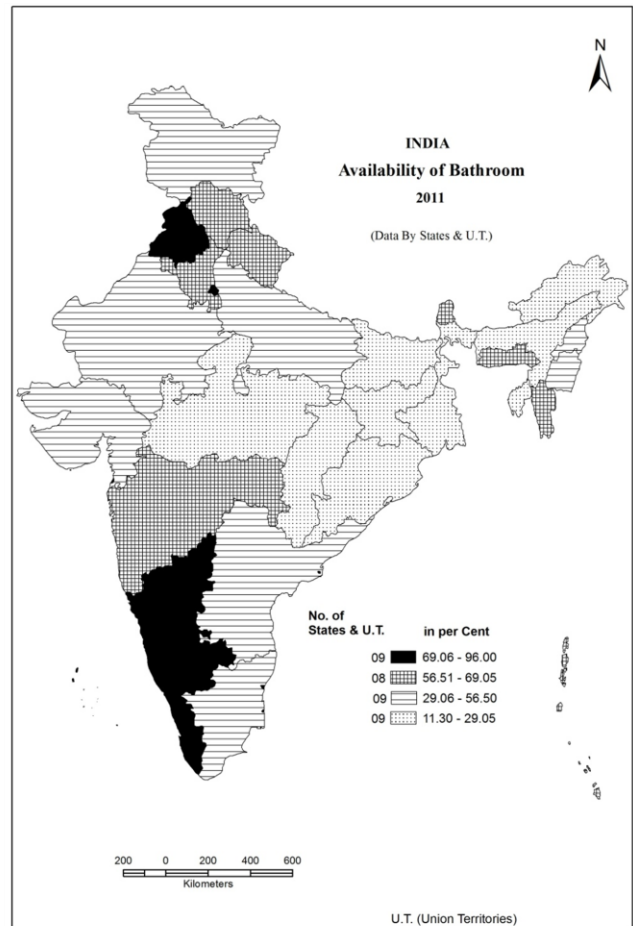 N
INDIA
Availability of Bathroom
2011
(Data By States & U.T.)
No. of
States & U.T. in per Cent
09 69.06 - 96.00
08 56.51 - 69.05
09 29.06 - 56.50
09 11.30 - 29.05
200 0 200 400 600
Kilometers
U.T. (Union Territories)